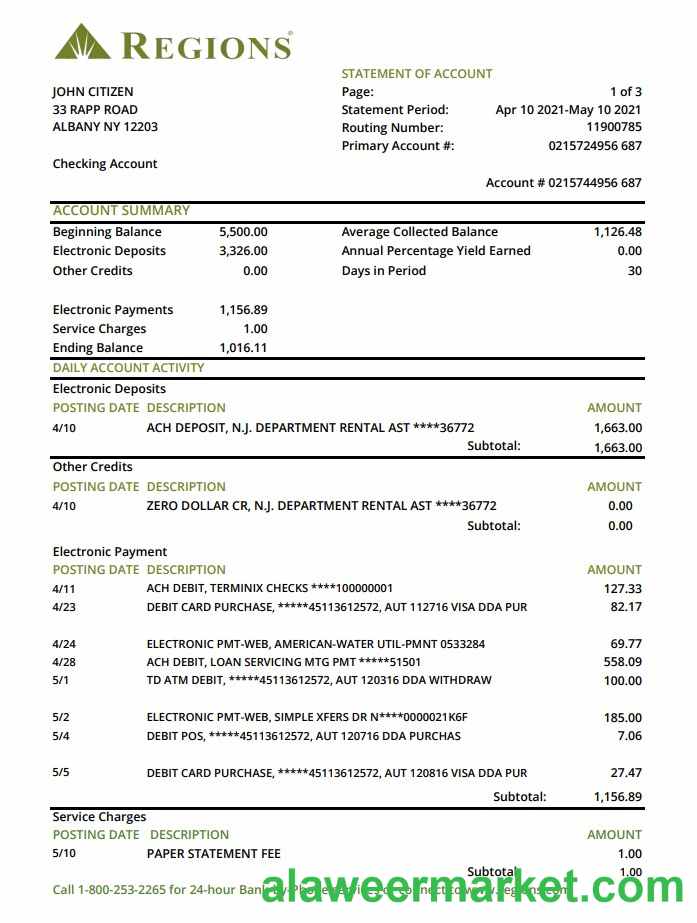 REGIONS®
STATEMENT OF ACCOUNT
JOHN CITIZEN Page: 1 of 3
33 RAPP ROAD Statement Period: Apr 10 2021-May 10 2021
ALBANY NY 12203 Routing Number: 11900785
Primary Account #: 0215724956 687
Checking Account
Account # 0215744956 687
ACCOUNT SUMMARY
Beginning Balance 5,500.00 Average Collected Balance 1,126.48
Electronic Deposits 3,326.00 Annual Percentage Yield Earned 0.00
Other Credits 0.00 Days in Period 30
Electronic Payments 1,156.89
Service Charges 1.00
Ending Balance 1,016.11
DAILY ACCOUNT ACTIVITY
Electronic Deposits
POSTING DATE DESCRIPTION AMOUNT
4/10 ACH DEPOSIT, N.J. DEPARTMENT RENTAL AST ****36772 1,663.00
Subtotal: 1,663.00
Other Credits
POSTING DATE DESCRIPTION AMOUNT
4/10 ZERO DOLLAR CR, N.J. DEPARTMENT RENTAL AST ****36772 0.00
Subtotal: 0.00
Electronic Payment
POSTING DATE DESCRIPTION AMOUNT
4/11 ACH DEBIT, TERMINIX CHECKS ****100000001 127.33
4/23 DEBIT CARD PURCHASE, *****45113612572, AUT 112716 VISA DDA PUR 82.17
4/24 ELECTRONIC PMT-WEB, AMERICAN-WATER UTIL-PMNT 0533284 69.77
4/28 ACH DEBIT, LOAN SERVICING MTG PMT *****51501 558.09
5/1 TD ATM DEBIT, *****45113612572, AUT 120316 DDA WITHDRAW 100.00
5/2 ELECTRONIC PMT-WEB, SIMPLE XFERS DR N****0000021K6F 185.00
5/4 DEBIT POS, *****45113612572, AUT 120716 DDA PURCHAS 7.06
5/5 DEBIT CARD PURCHASE, *****45113612572, AUT 120816 VISA DDA PUR 27.47
Subtotal: 1,156.89
Service Charges
POSTING DATE DESCRIPTION AMOUNT
5/10 PAPER STATEMENT FEE 1.00
Subtotal: 1.00
Call 1-800-253-2265 for 24-hour Bank-by-Phone services or connect to www.regions.com
alaweermarket.com